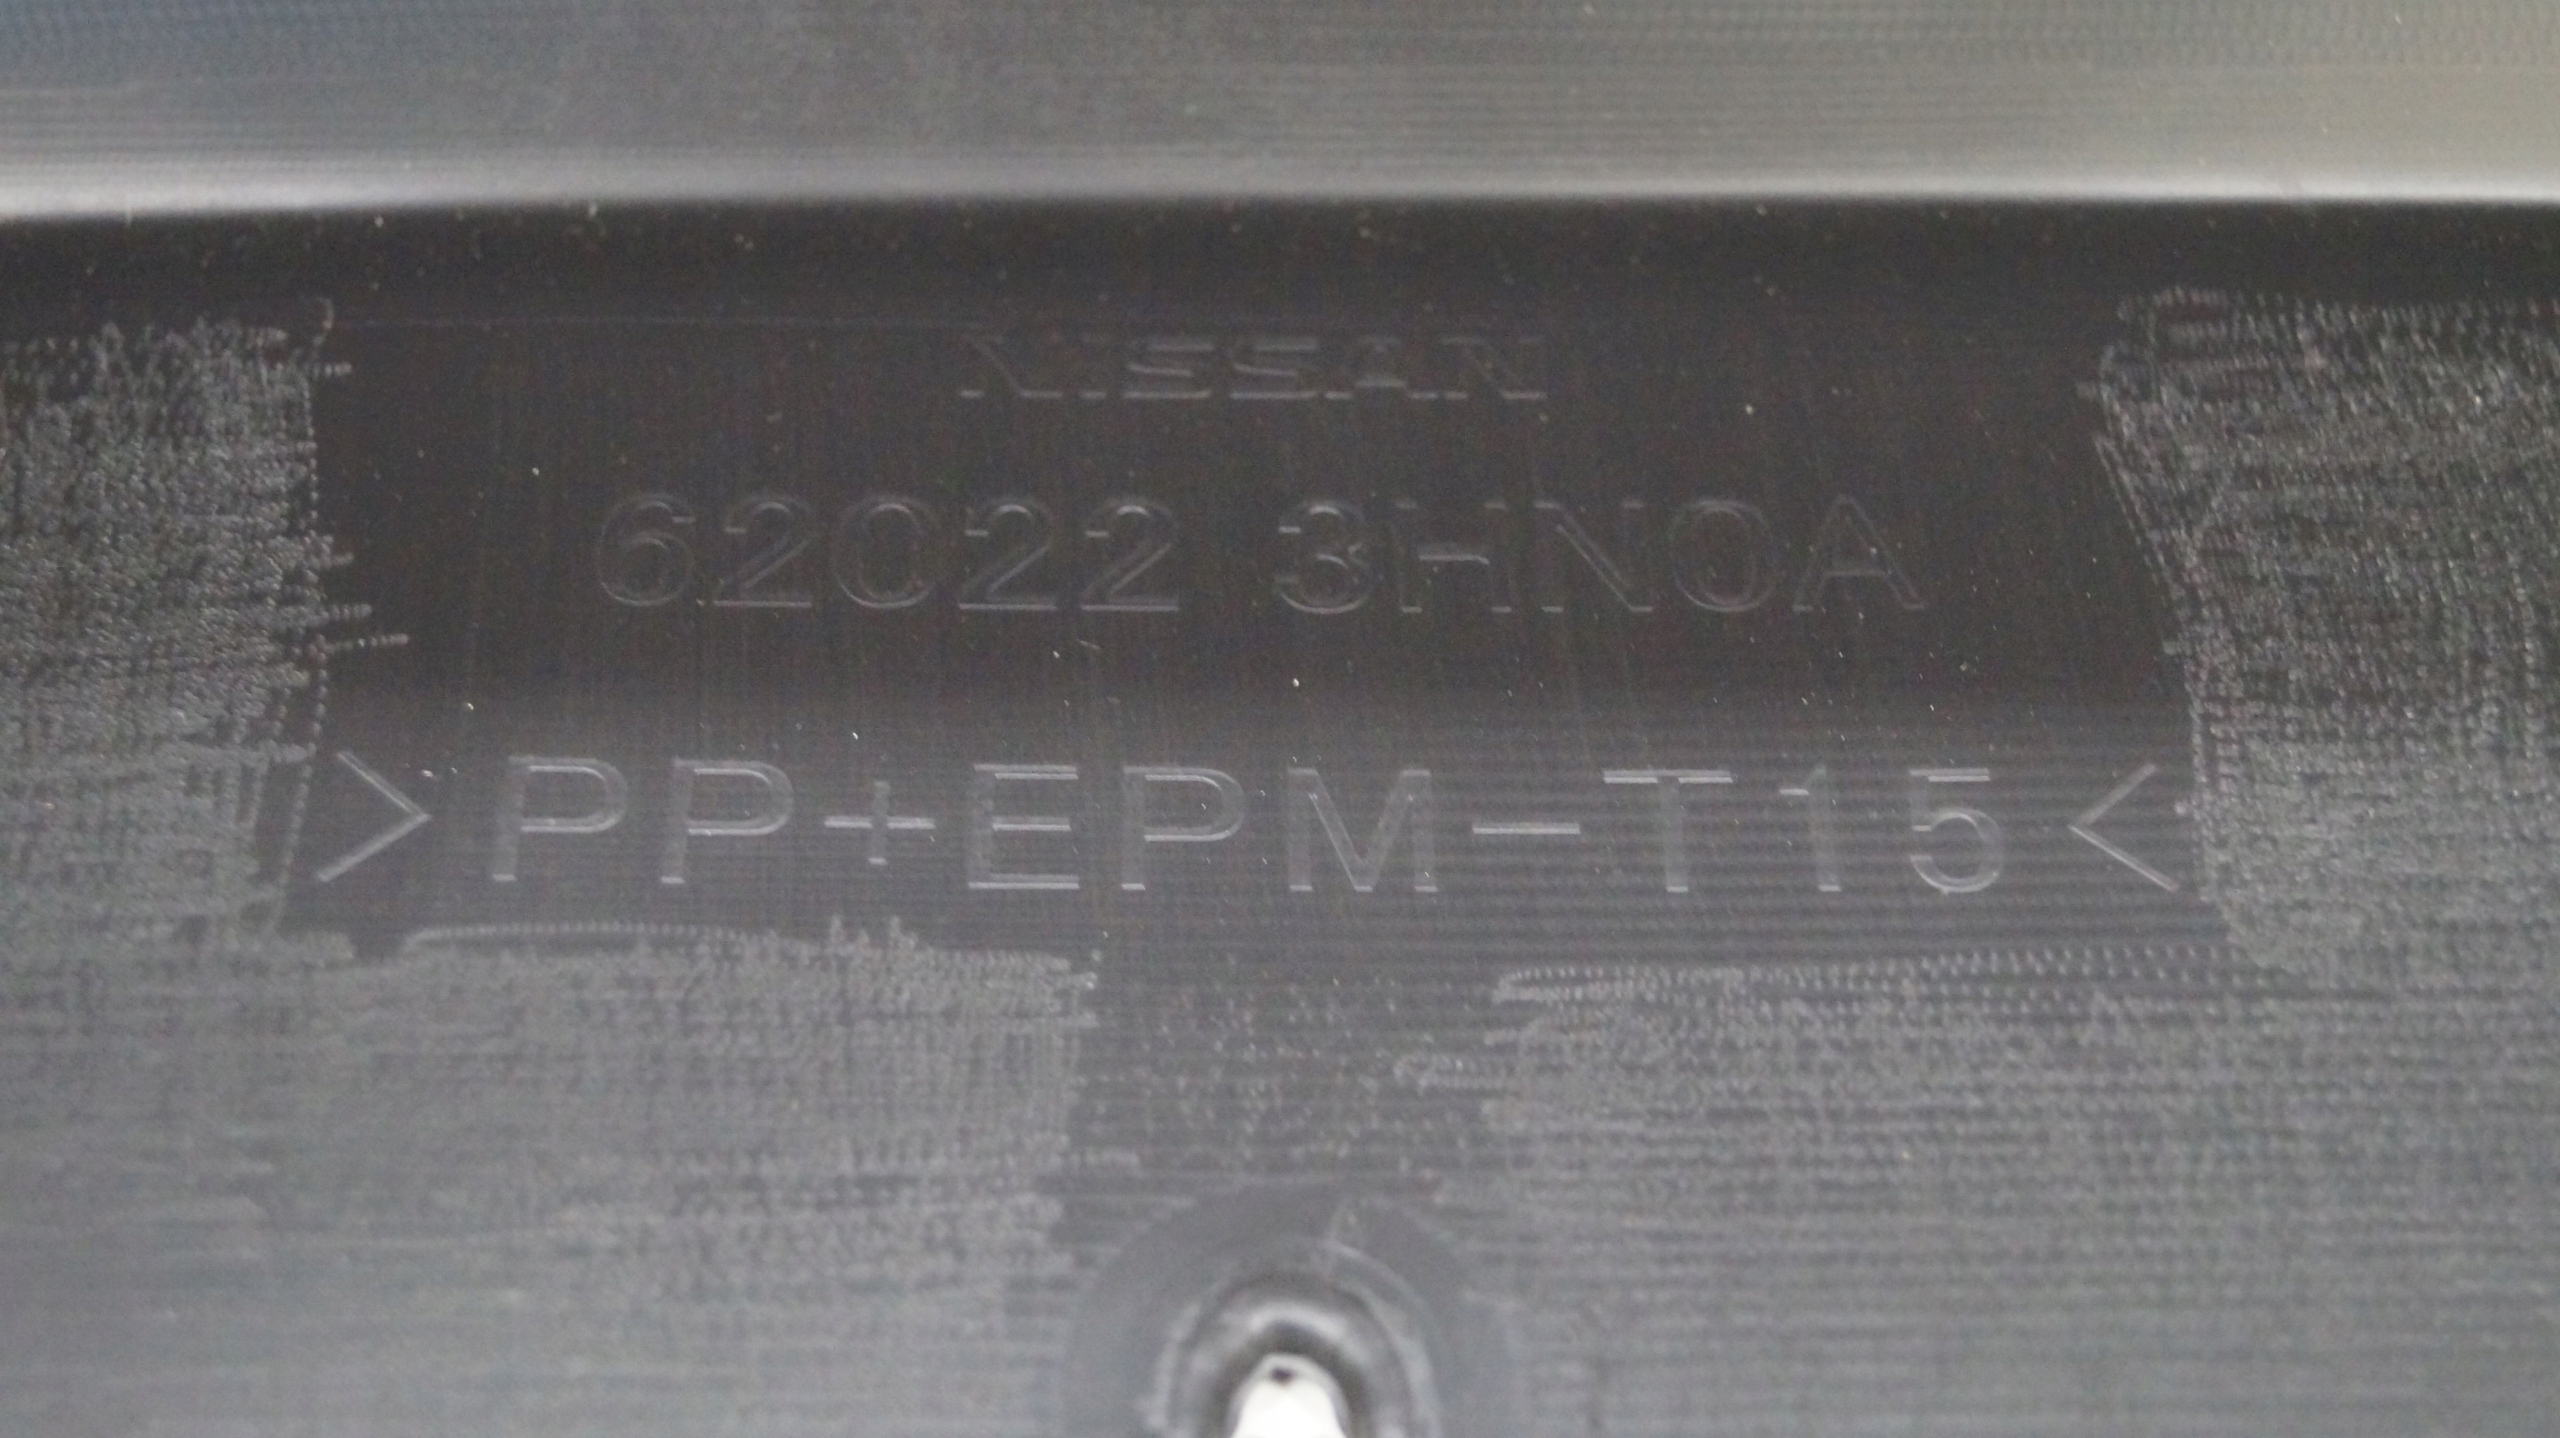 NISSAN
62022 3HN0A
>PP+EPM-T15<